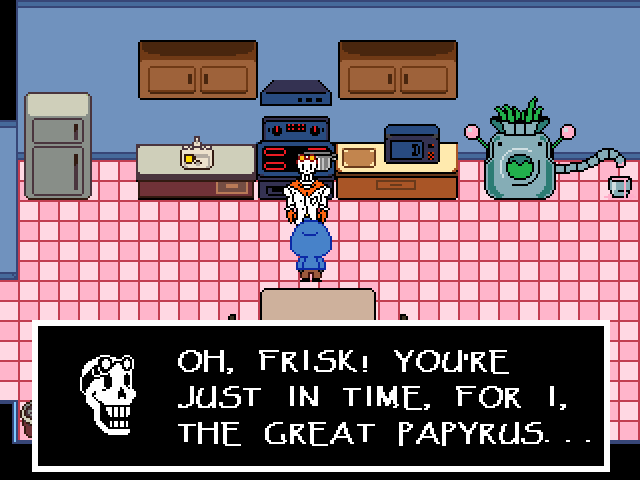 OH, FRISK! YOU'RE
JUST IN TIME, FOR I,
THE GREAT PAPYRUS...